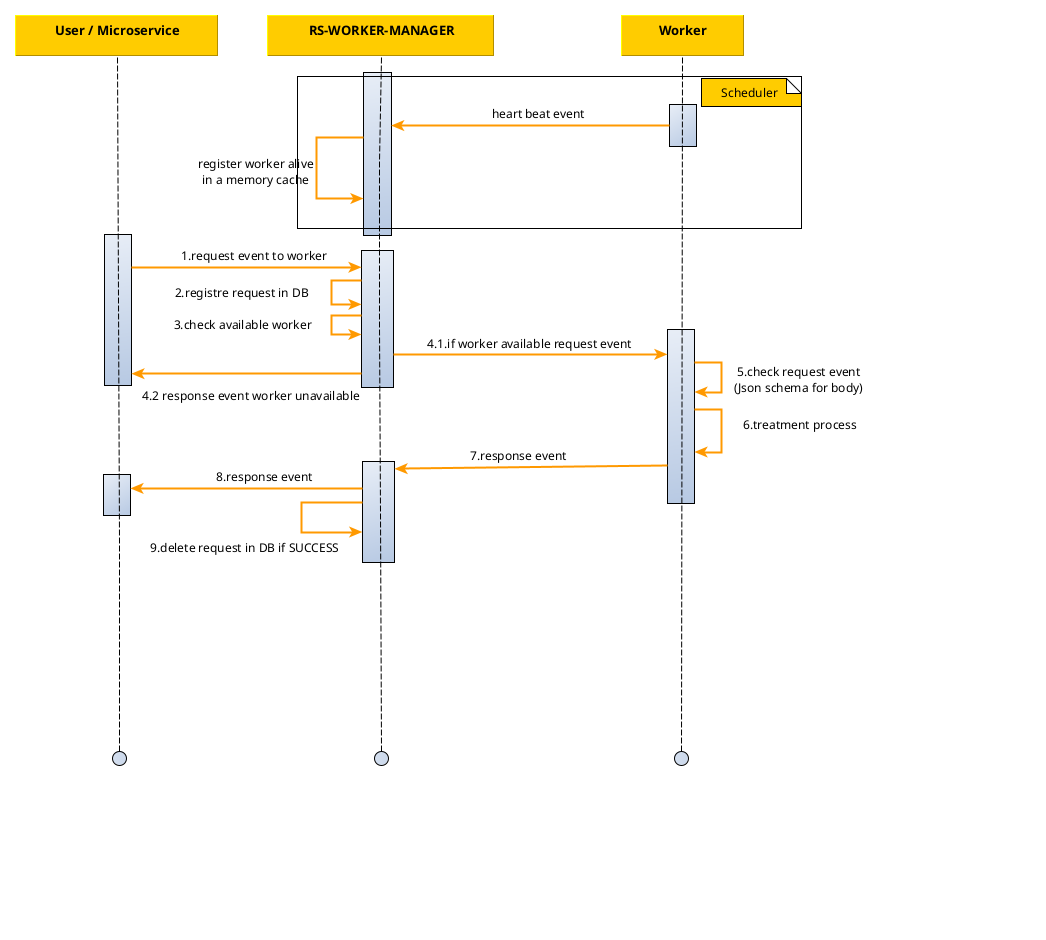 User / Microservice
RS-WORKER-MANAGER
Worker
Scheduler
heart beat event
register worker alive
in a memory cache
1.request event to worker
2.registre request in DB
3.check available worker
4.1.if worker available request event
5.check request event
(Json schema for body)
4.2 response event worker unavailable
6.treatment process
7.response event
8.response event
9.delete request in DB if SUCCESS